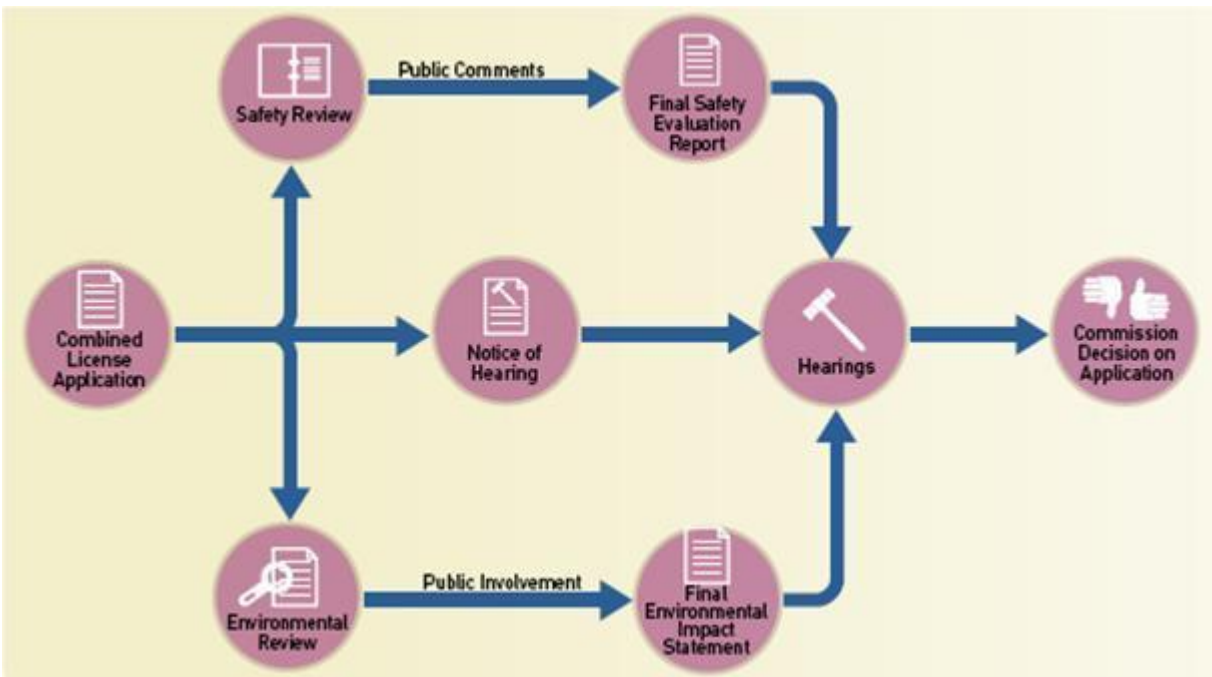 Safety Review
Public Comments
Final Safety
Evaluation
Report
Combined
License
Application
Notice of
Hearing
Hearings
Commission
Decision on
Application
Environmental
Review
Public Involvement
Final
Environmental
Impact
Statement